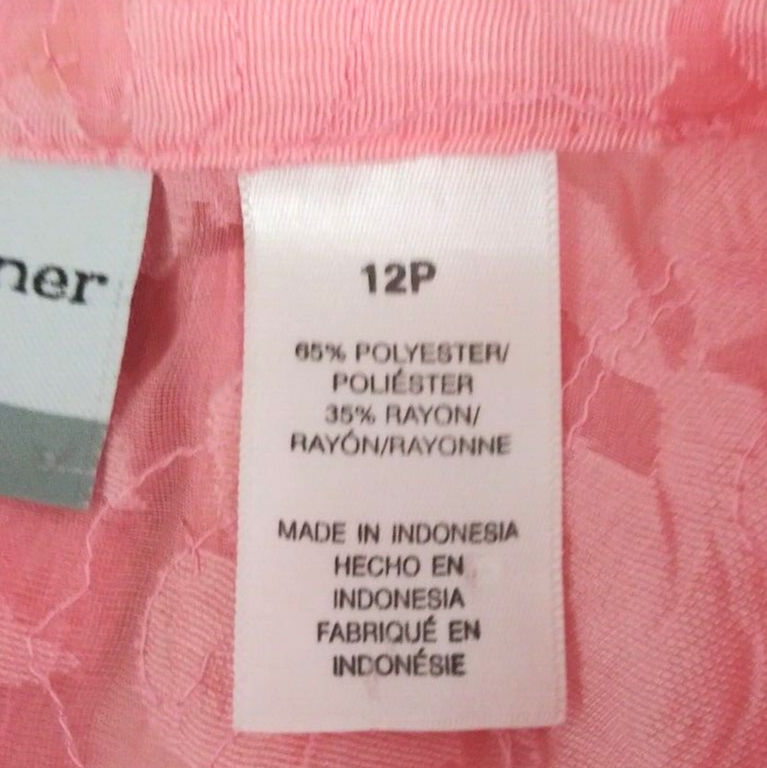 ner
12P
65% POLYESTER/
POLIÉSTER
35% RAYON/
RAYÓN/RAYONNE
MADE IN INDONESIA
HECHO EN
INDONESIA
FABRIQUÉ EN
INDONÉSIE